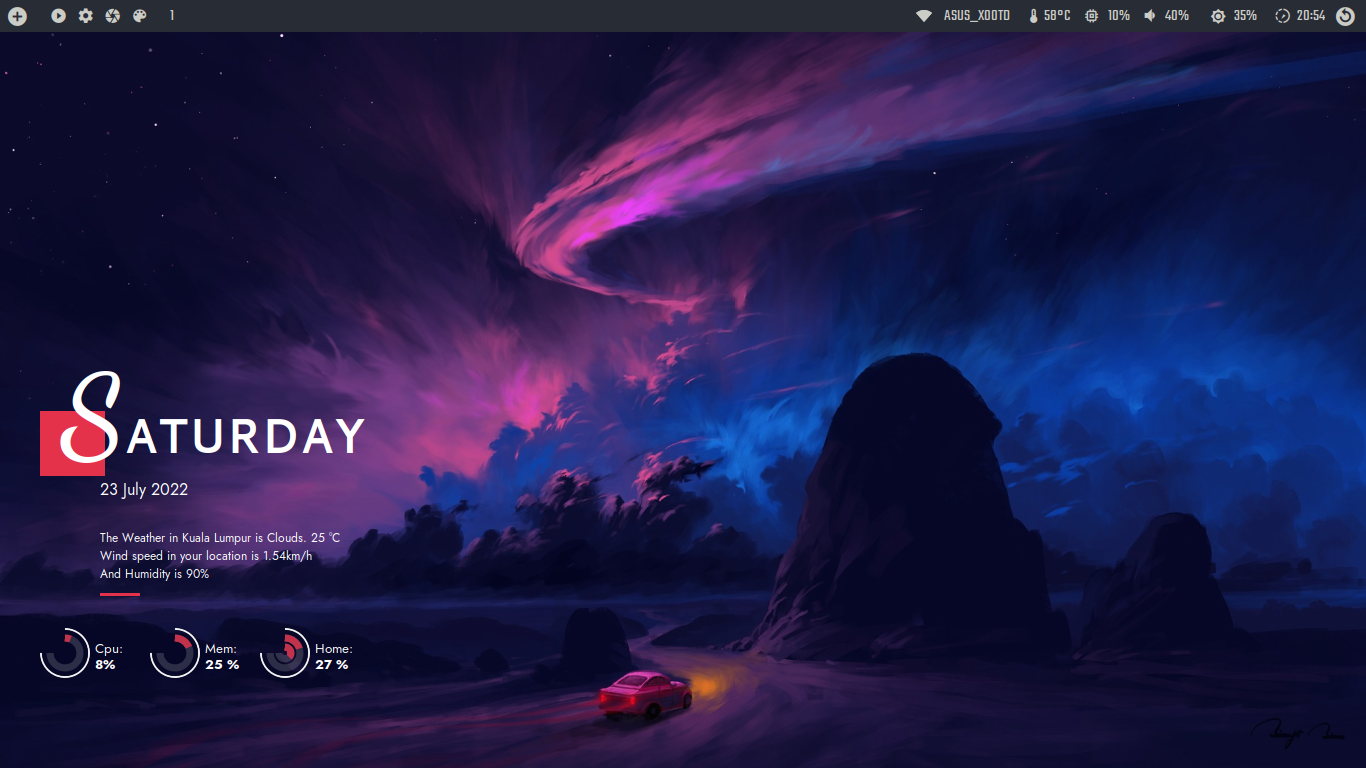 1 ASUS_X00TD 58°C 10% 40% 35% 20:54
SATURDAY
23 July 2022
The Weather in Kuala Lumpur is Clouds. 25 °C
Wind speed in your location is 1.54km/h
And Humidity is 90%
Cpu: Mem: Home:
8% 25 % 27 %